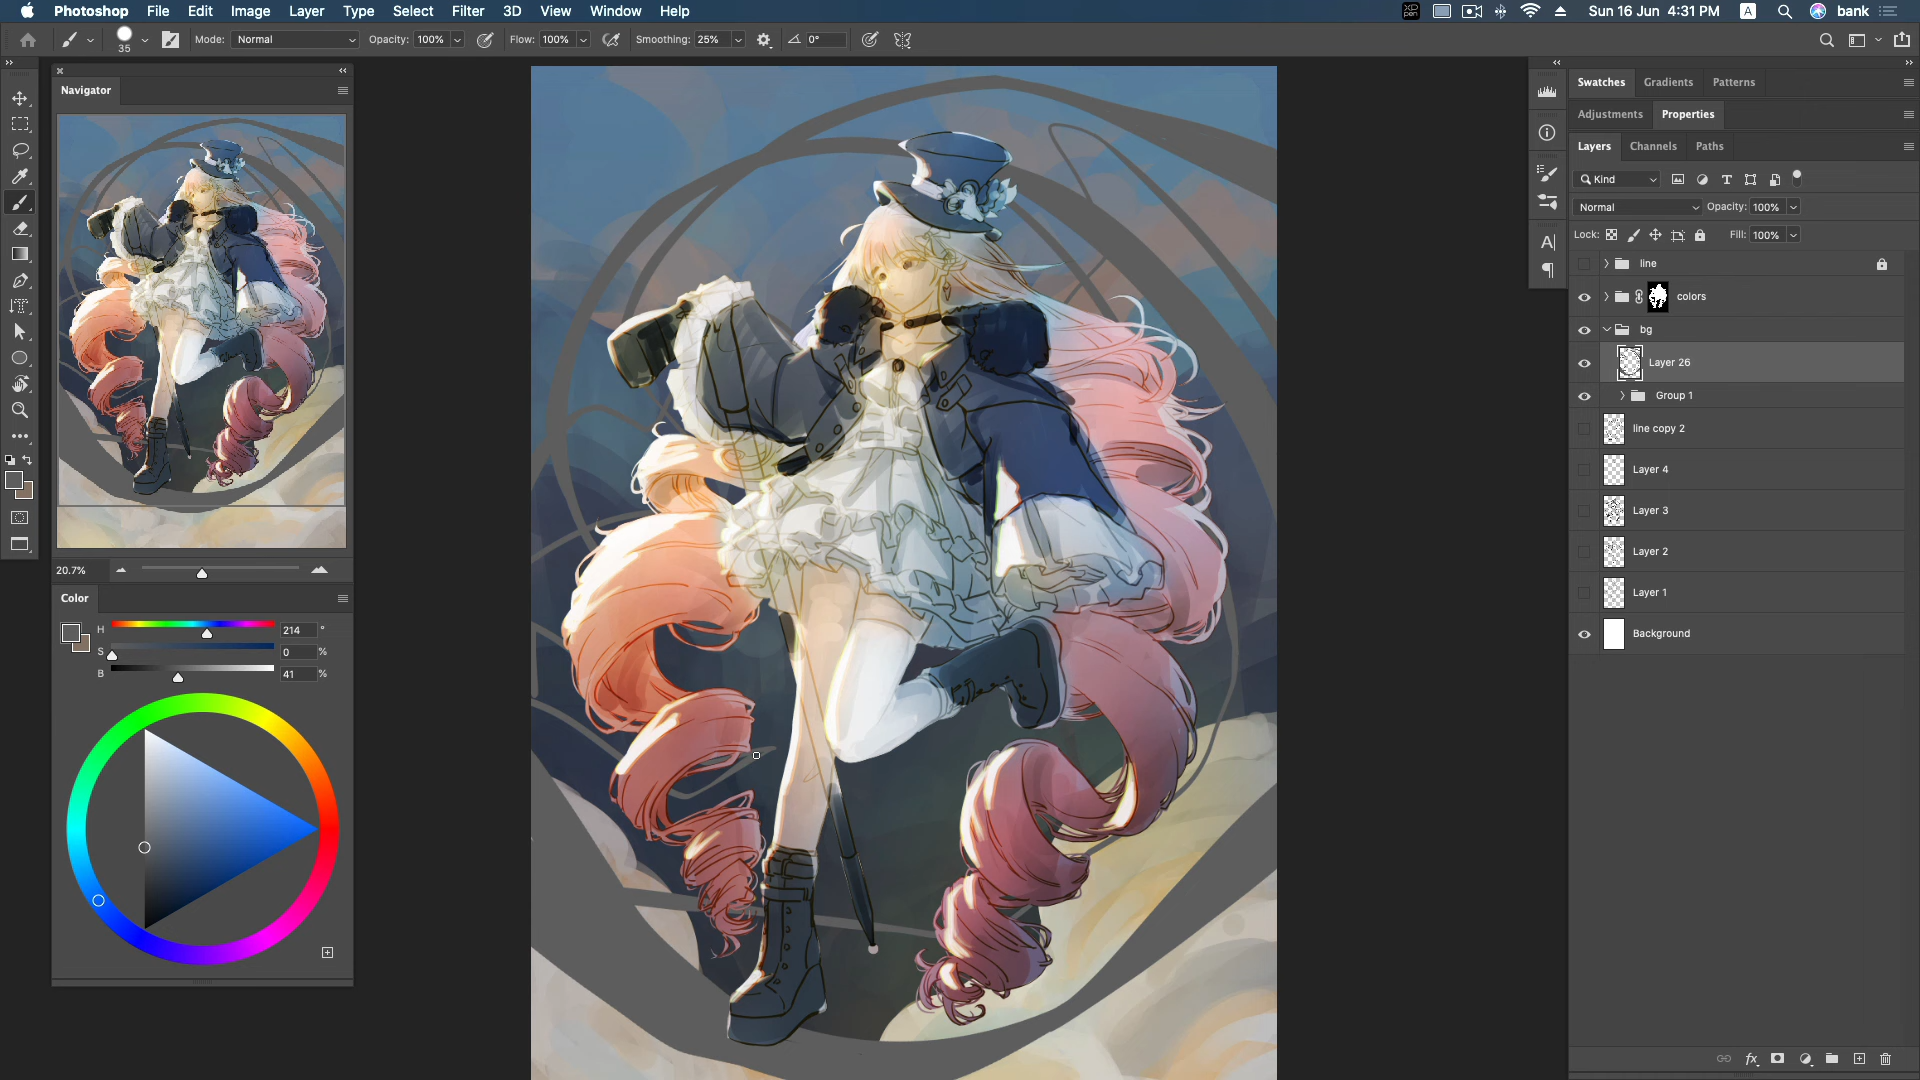 Photoshop File Edit Image Layer Type Select Filter 3D View Window Help
XP pen Sun 16 Jun 4:31 PM A bank
35 Mode: Normal Opacity: 100% Flow: 100% Smoothing: 25% 0°
Navigator
20.7%
Color
H 214 °
S 0 %
B 41 %
Swatches Gradients Patterns
Adjustments Properties
Layers Channels Paths
Kind
Normal Opacity: 100%
Lock: Fill: 100%
line
colors
bg
Layer 26
Group 1
line copy 2
Layer 4
Layer 3
Layer 2
Layer 1
Background
fx